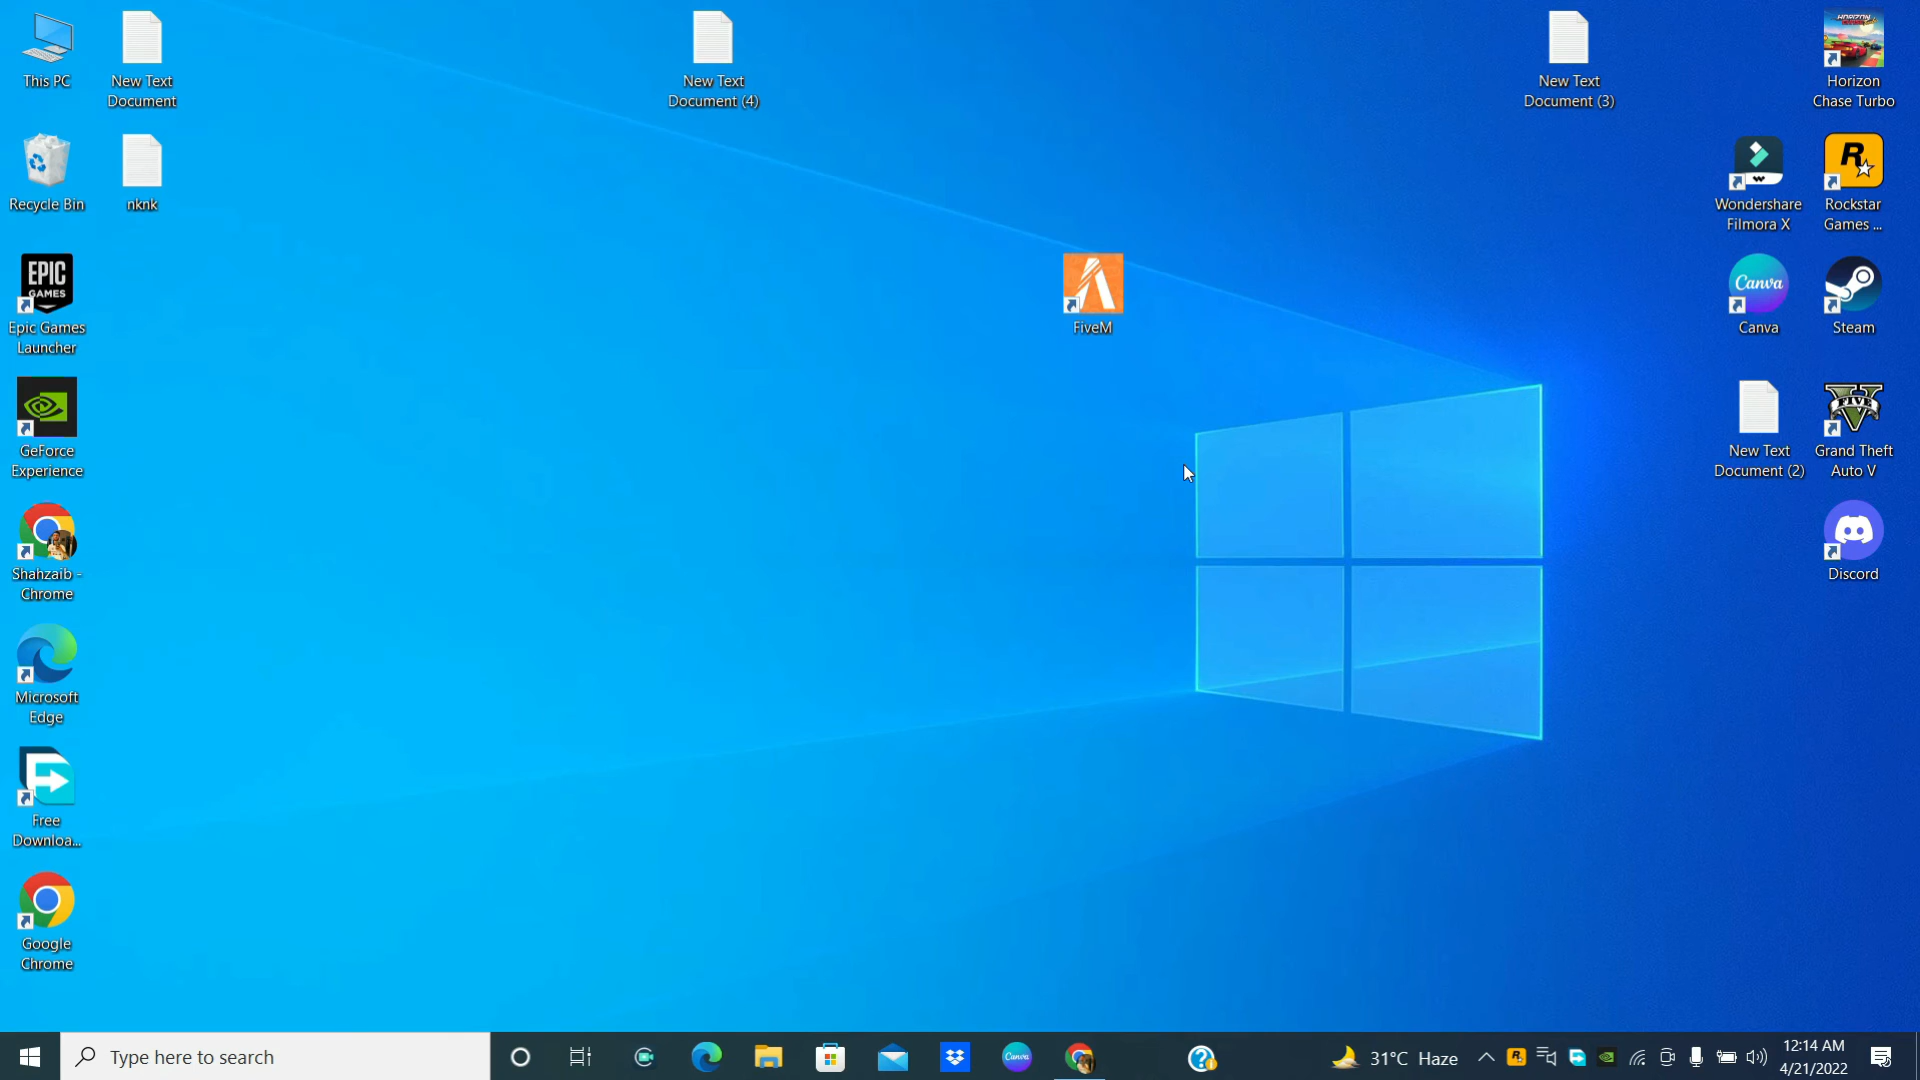 This PC
New Text
Document
New Text
Document (4)
New Text
Document (3)
HORIZON
Horizon
Chase Turbo
Recycle Bin
nknk
Wondershare
Filmora X
R
Rockstar
Games ...
EPIC
GAMES
Epic Games
Launcher
FiveM
Canva
Canva
Steam
GeForce
Experience
New Text
Document (2)
FIVE
Grand Theft
Auto V
Shahzaib -
Chrome
Discord
Microsoft
Edge
Free
Downloa...
Google
Chrome
Type here to search
Canva
31°C Haze
12:14 AM
4/21/2022